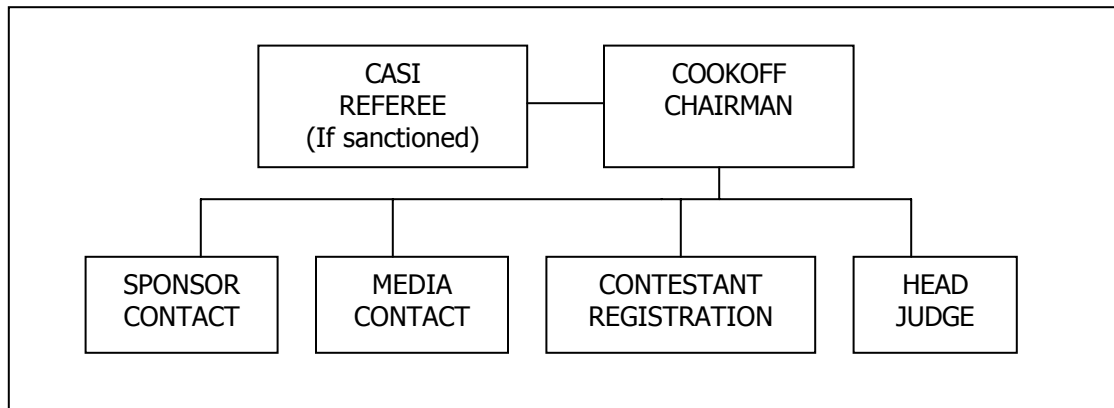 CASI
REFEREE
(If sanctioned)
COOKOFF
CHAIRMAN
SPONSOR
CONTACT
MEDIA
CONTACT
CONTESTANT
REGISTRATION
HEAD
JUDGE